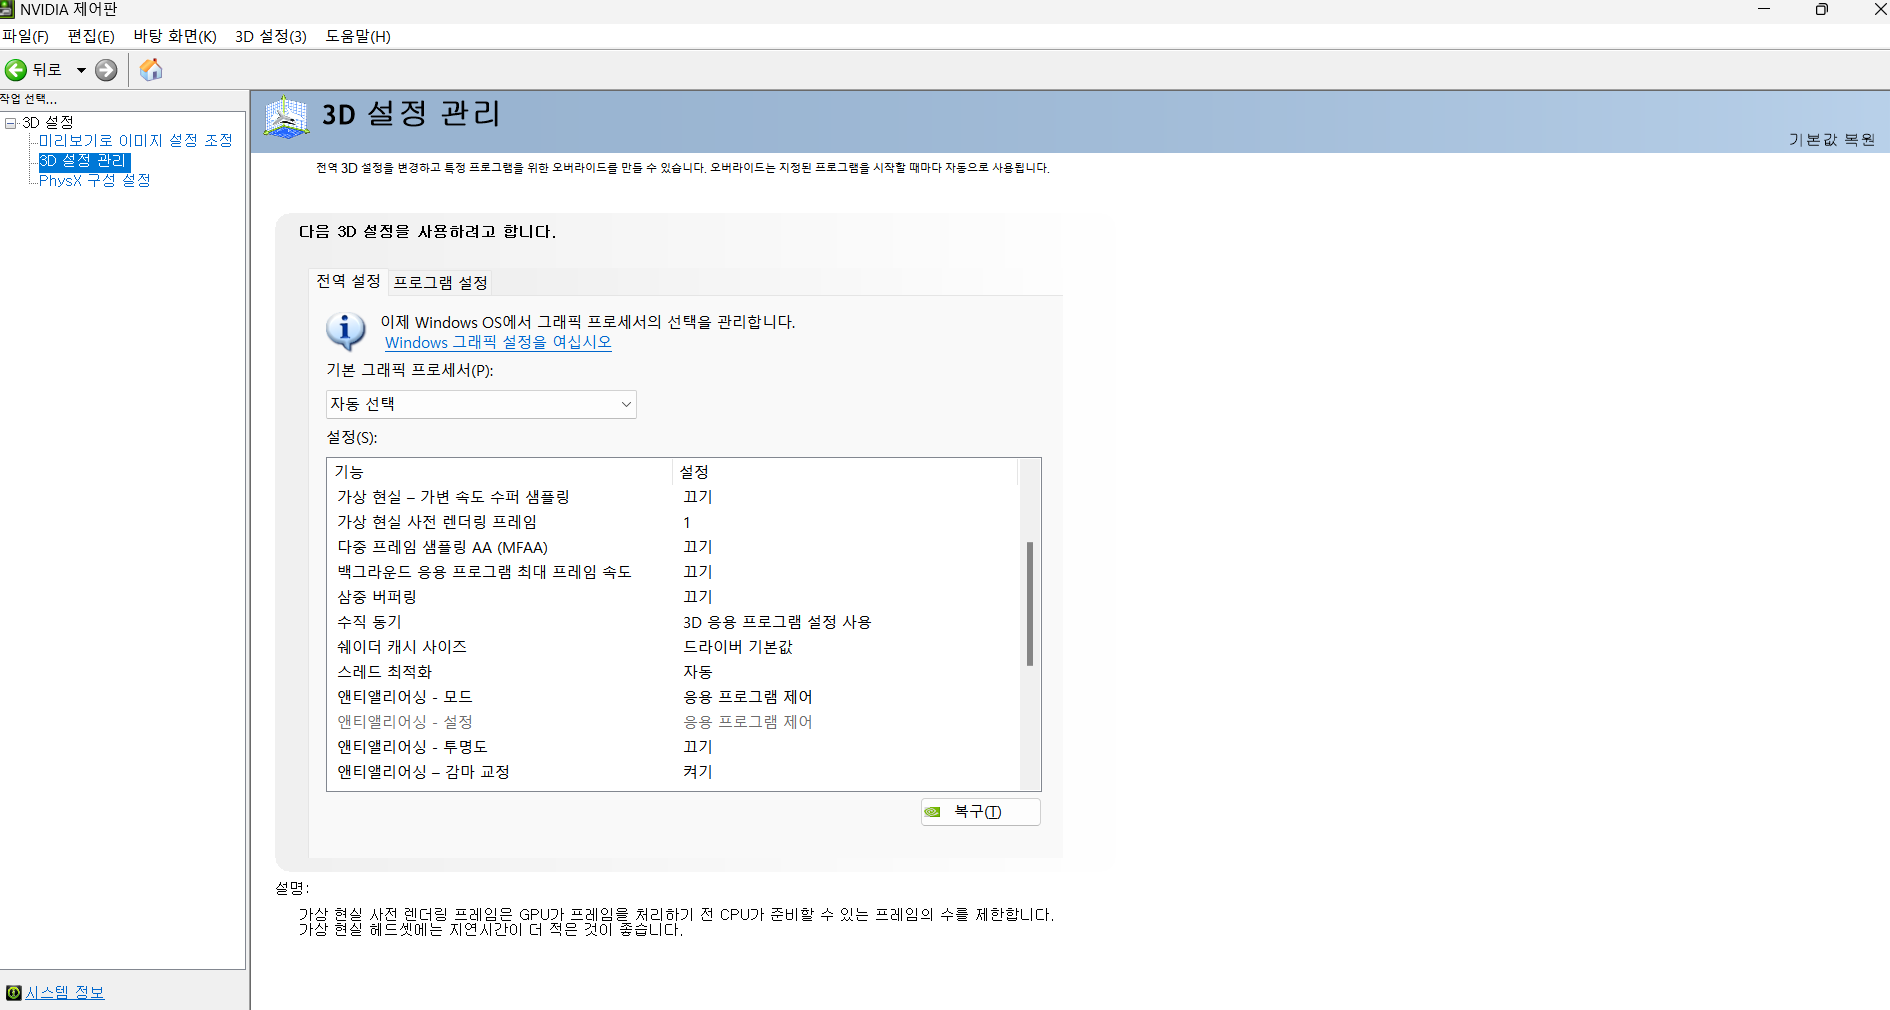 NVIDIA 제어판
파일(F) 편집(E) 바탕 화면(K) 3D 설정(3) 도움말(H)
뒤로
작업 선택...
3D 설정
미리보기로 이미지 설정 조정
3D 설정 관리
PhysX 구성 설정
시스템 정보
3D 설정 관리
기본값 복원
전역 3D 설정을 변경하고 특정 프로그램을 위한 오버라이드를 만들 수 있습니다. 오버라이드는 지정된 프로그램을 시작할 때마다 자동으로 사용됩니다.
다음 3D 설정을 사용하려고 합니다.
전역 설정 프로그램 설정
이제 Windows OS에서 그래픽 프로세서의 선택을 관리합니다.
Windows 그래픽 설정을 여십시오
기본 그래픽 프로세서(P):
자동 선택
설정(S):
기능 설정
가상 현실 – 가변 속도 수퍼 샘플링 끄기
가상 현실 사전 렌더링 프레임 1
다중 프레임 샘플링 AA (MFAA) 끄기
백그라운드 응용 프로그램 최대 프레임 속도 끄기
삼중 버퍼링 끄기
수직 동기 3D 응용 프로그램 설정 사용
쉐이더 캐시 사이즈 드라이버 기본값
스레드 최적화 자동
앤티앨리어싱 - 모드 응용 프로그램 제어
앤티앨리어싱 - 설정 응용 프로그램 제어
앤티앨리어싱 - 투명도 끄기
앤티앨리어싱 – 감마 교정 켜기
복구(T)
설명:
가상 현실 사전 렌더링 프레임은 GPU가 프레임을 처리하기 전 CPU가 준비할 수 있는 프레임의 수를 제한합니다.
가상 현실 헤드셋에는 지연시간이 더 적은 것이 좋습니다.